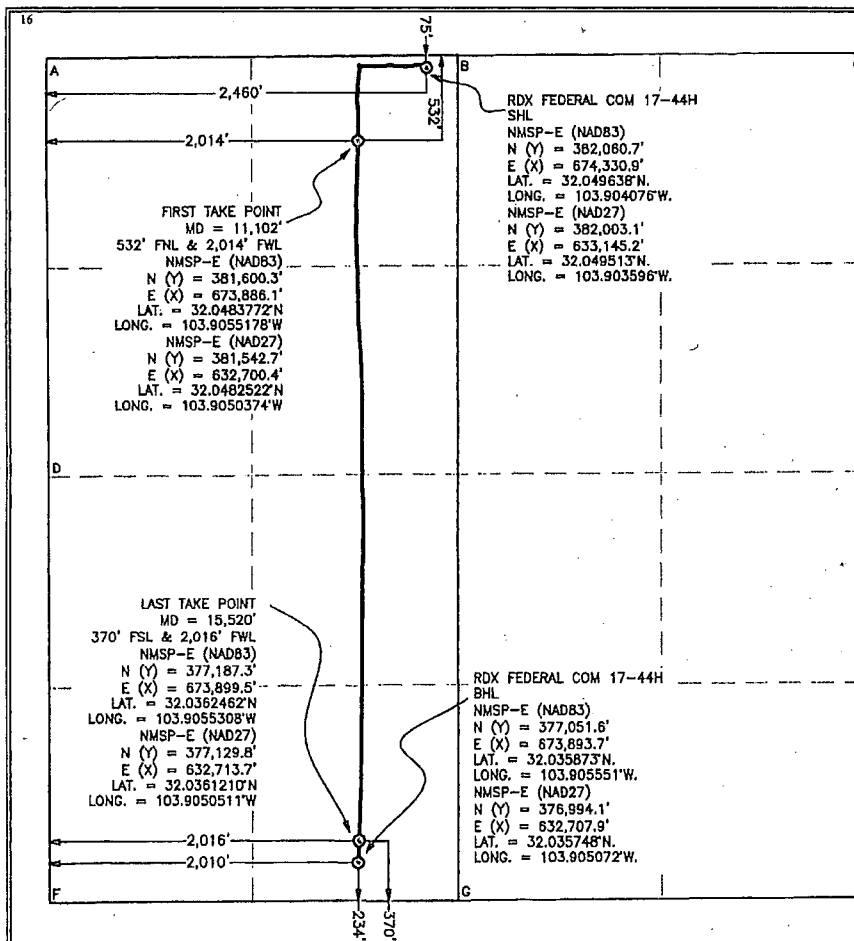 16
75'
A
B
2,460'
532'
2,014'
RDX FEDERAL COM 17-44H
SHL
NMSP-E (NAD83)
N (Y) = 382,060.7'
E (X) = 674,330.9'
LAT. = 32.049638°N.
LONG. = 103.904076°W.
NMSP-E (NAD27)
N (Y) = 382,003.1'
E (X) = 633,145.2'
LAT. = 32.049513°N.
LONG. = 103.903596°W.
FIRST TAKE POINT
MD = 11,102'
532' FNL & 2,014' FWL
NMSP-E (NAD83)
N (Y) = 381,600.3'
E (X) = 673,886.1'
LAT. = 32.0483772°N
LONG. = 103.9055178°W
NMSP-E (NAD27)
N (Y) = 381,542.7'
E (X) = 632,700.4'
LAT. = 32.0482522°N
LONG. = 103.9050374°W
D
LAST TAKE POINT
MD = 15,520'
370' FSL & 2,016' FWL
NMSP-E (NAD83)
N (Y) = 377,187.3'
E (X) = 673,899.5'
LAT. = 32.0362462°N
LONG. = 103.9055308°W
NMSP-E (NAD27)
N (Y) = 377,129.8'
E (X) = 632,713.7'
LAT. = 32.0361210°N
LONG. = 103.9050511°W
RDX FEDERAL COM 17-44H
BHL
NMSP-E (NAD83)
N (Y) = 377,051.6'
E (X) = 673,893.7'
LAT. = 32.035873°N.
LONG. = 103.905551°W.
NMSP-E (NAD27)
N (Y) = 376,994.1'
E (X) = 632,707.9'
LAT. = 32.035748°N.
LONG. = 103.905072°W.
2,016'
2,010'
F
G
234'
370'